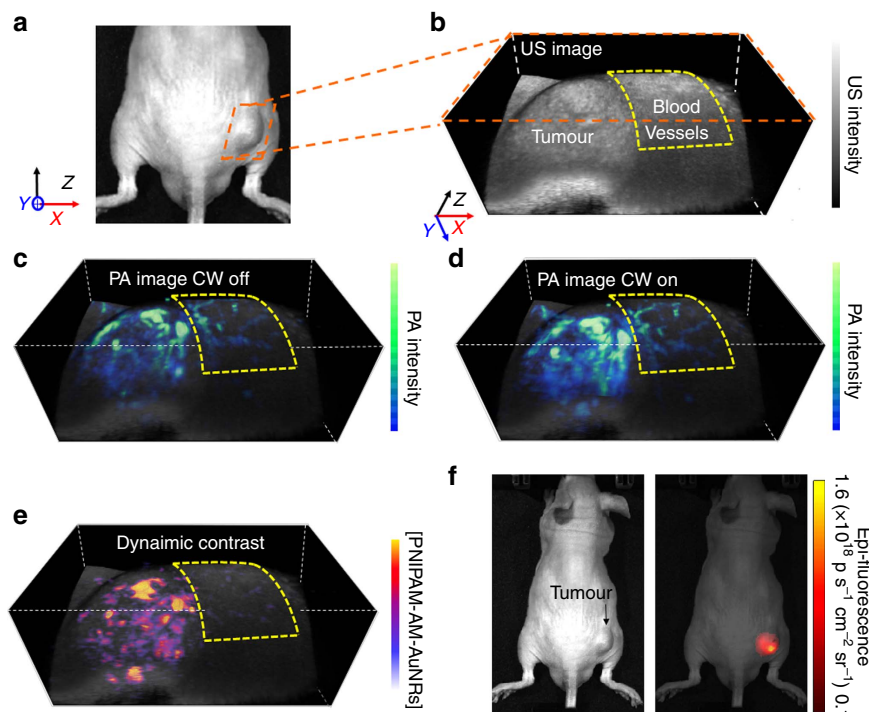 a
Z
Y
X
b
US image
Tumour
Blood
Vessels
US intensity
Z
Y
X
c
PA image CW off
PA intensity
d
PA image CW on
PA intensity
e
Dynaimic contrast
[PNIPAM-AM-AuNRs]
f
Tumour
Epi-fluorescence
1.6 (×10¹⁸ p s⁻¹ cm⁻² sr⁻¹) 0.